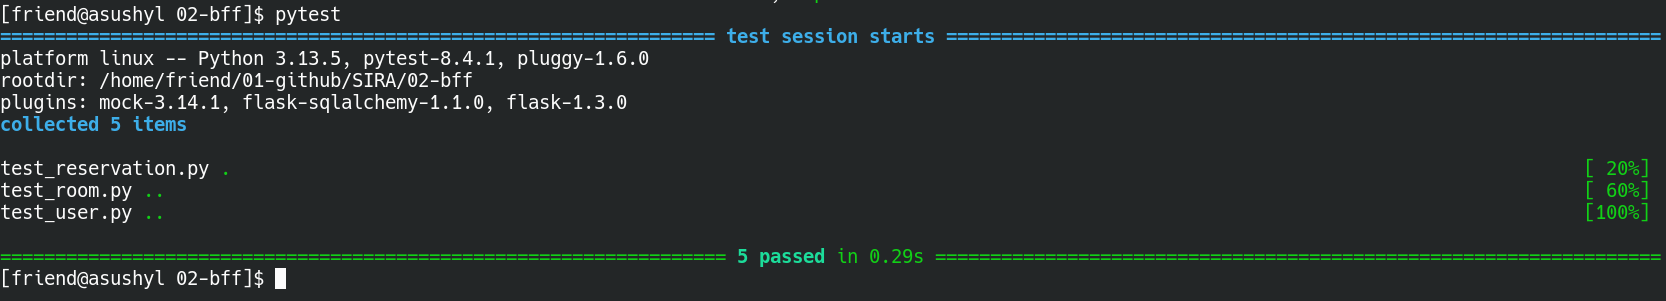 [friend@asushyl 02-bff]$ pytest
================================================================= test session starts =================================================================
platform linux -- Python 3.13.5, pytest-8.4.1, pluggy-1.6.0
rootdir: /home/friend/01-github/SIRA/02-bff
plugins: mock-3.14.1, flask-sqlalchemy-1.1.0, flask-1.3.0
collected 5 items
test_reservation.py . [ 20%]
test_room.py .. [ 60%]
test_user.py .. [100%]
================================================================== 5 passed in 0.29s ==================================================================
[friend@asushyl 02-bff]$